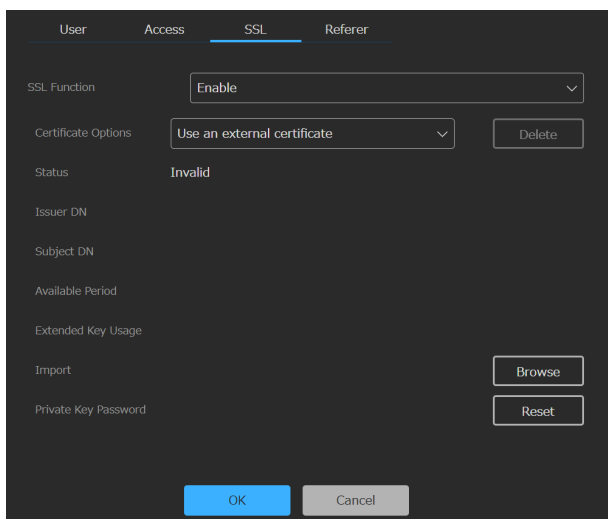 User Access SSL Referer
SSL Function Enable
Certificate Options Use an external certificate Delete
Status Invalid
Issuer DN
Subject DN
Available Period
Extended Key Usage
Import Browse
Private Key Password Reset
OK Cancel